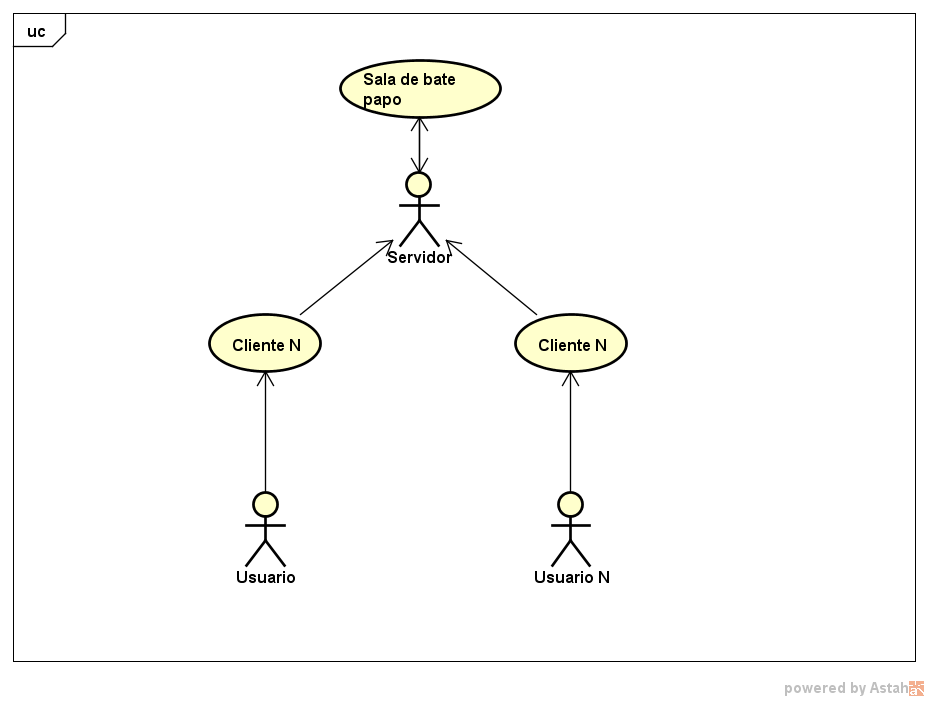 uc
Sala de bate
papo
Servidor
Cliente N
Cliente N
Usuario
Usuario N
powered by Astah